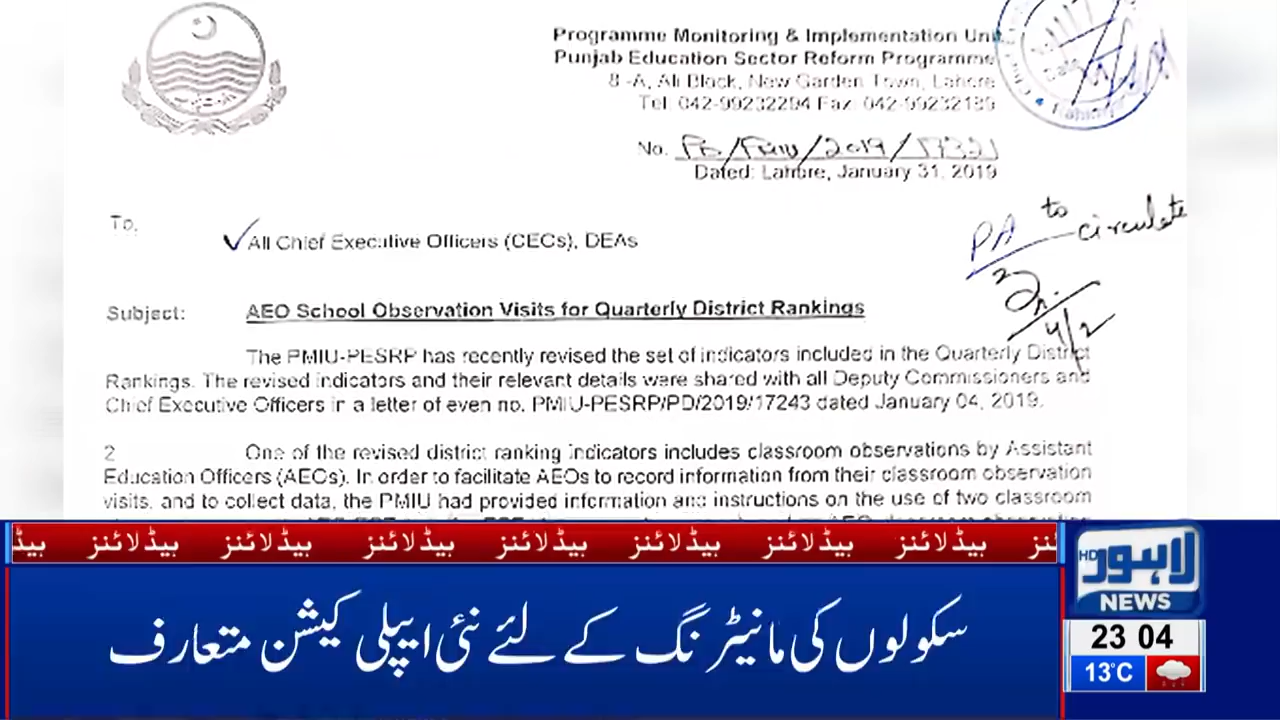 Programme Monitoring & Implementation Unit
Punjab Education Sector Reform Programme
8-A, Ali Block, New Garden Town, Lahore
Tel: 042-99232294 Fax: 042-99232189
No.
2019/17321
Dated: Lahore, January 31, 2019
To,
All Chief Executive Officers (CEOs), DEAs
PA to circulate
4/2
Subject: AEO School Observation Visits for Quarterly District Rankings
The PMIU-PESRP has recently revised the set of indicators included in the Quarterly District
Rankings. The revised indicators and their relevant details were shared with all Deputy Commissioners and
Chief Executive Officers in a letter of even no. PMIU-PESRP/PD/2019/17243 dated January 04, 2019.
2 One of the revised district ranking indicators includes classroom observations by Assistant
Education Officers (AEOs). In order to facilitate AEOs to record information from their classroom observation
visits, and to collect data, the PMIU had provided information and instructions on the use of two classroom
ہیڈلائنز ہیڈلائنز ہیڈلائنز ہیڈلائنز ہیڈلائنز ہیڈلائنز ہیڈلائنز
سکولوں کی مانیٹرنگ کے لئے نئی ایپلی کیشن متعارف
لاہور HD
NEWS
23 04
13°C